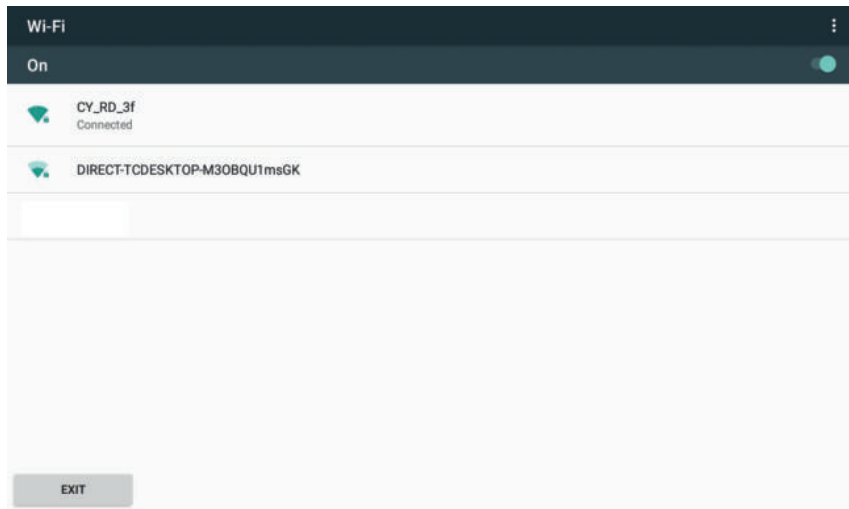 Wi-Fi
On
CY_RD_3f
Connected
DIRECT-TCDESKTOP-M3OBQU1msGK
EXIT